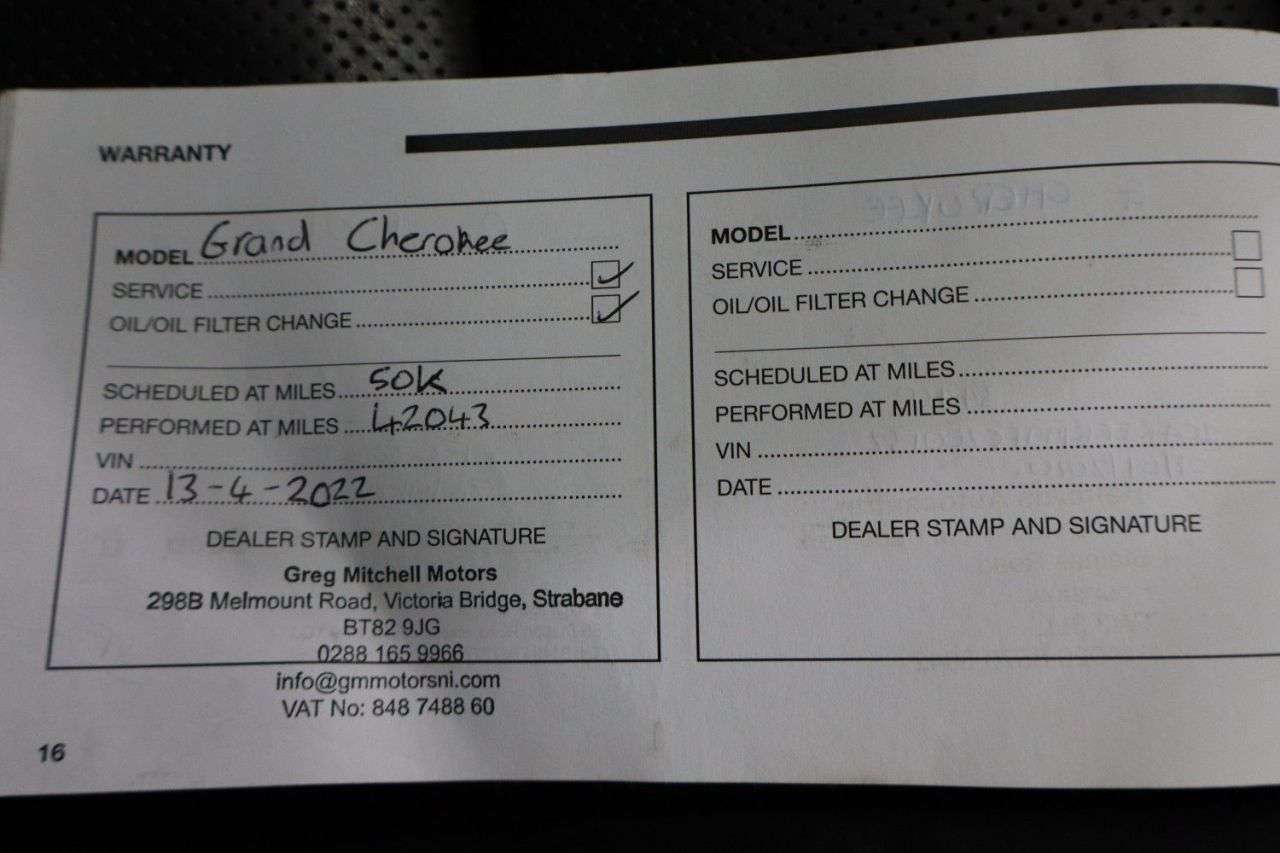 WARRANTY
MODEL Grand Cherokee
SERVICE ✓
OIL/OIL FILTER CHANGE ✓
SCHEDULED AT MILES 50K
PERFORMED AT MILES 42043
VIN
DATE 13-4-2022
DEALER STAMP AND SIGNATURE
Greg Mitchell Motors
298B Melmount Road, Victoria Bridge, Strabane
BT82 9JG
0288 165 9966
info@gmmotorsni.com
VAT No: 848 7488 60
16
MODEL
SERVICE
OIL/OIL FILTER CHANGE
SCHEDULED AT MILES
PERFORMED AT MILES
VIN
DATE
DEALER STAMP AND SIGNATURE